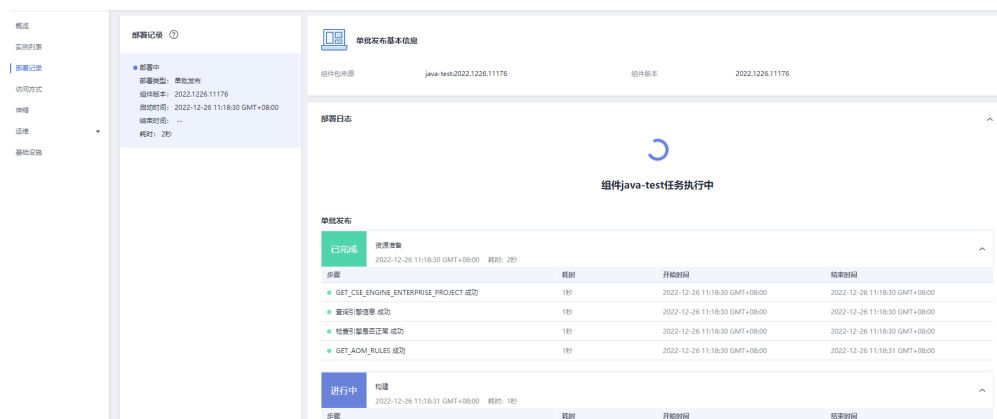 概览
实例列表
部署记录
访问方式
伸缩
运维
基础设施
部署记录
部署中
部署类型： 单批发布
组件版本： 2022.1226.11176
启动时间： 2022-12-26 11:18:30 GMT+08:00
结束时间： --
耗时： 2秒
单批发布基本信息
组件包来源 java-test:2022.1226.11176 组件版本 2022.1226.11176
部署日志
组件java-test任务执行中
单批发布
已完成
资源准备
2022-12-26 11:18:30 GMT+08:00 耗时: 2秒
步骤 耗时 开始时间 结束时间
GET_CSE_ENGINE_ENTERPRISE_PROJECT 成功 1秒 2022-12-26 11:18:30 GMT+08:00 2022-12-26 11:18:30 GMT+08:00
查询引擎信息 成功 1秒 2022-12-26 11:18:30 GMT+08:00 2022-12-26 11:18:30 GMT+08:00
检查引擎是否正常 成功 1秒 2022-12-26 11:18:30 GMT+08:00 2022-12-26 11:18:30 GMT+08:00
GET_AOM_RULES 成功 1秒 2022-12-26 11:18:30 GMT+08:00 2022-12-26 11:18:31 GMT+08:00
进行中
构建
2022-12-26 11:18:31 GMT+08:00 耗时: 1秒
步骤 耗时 开始时间 结束时间